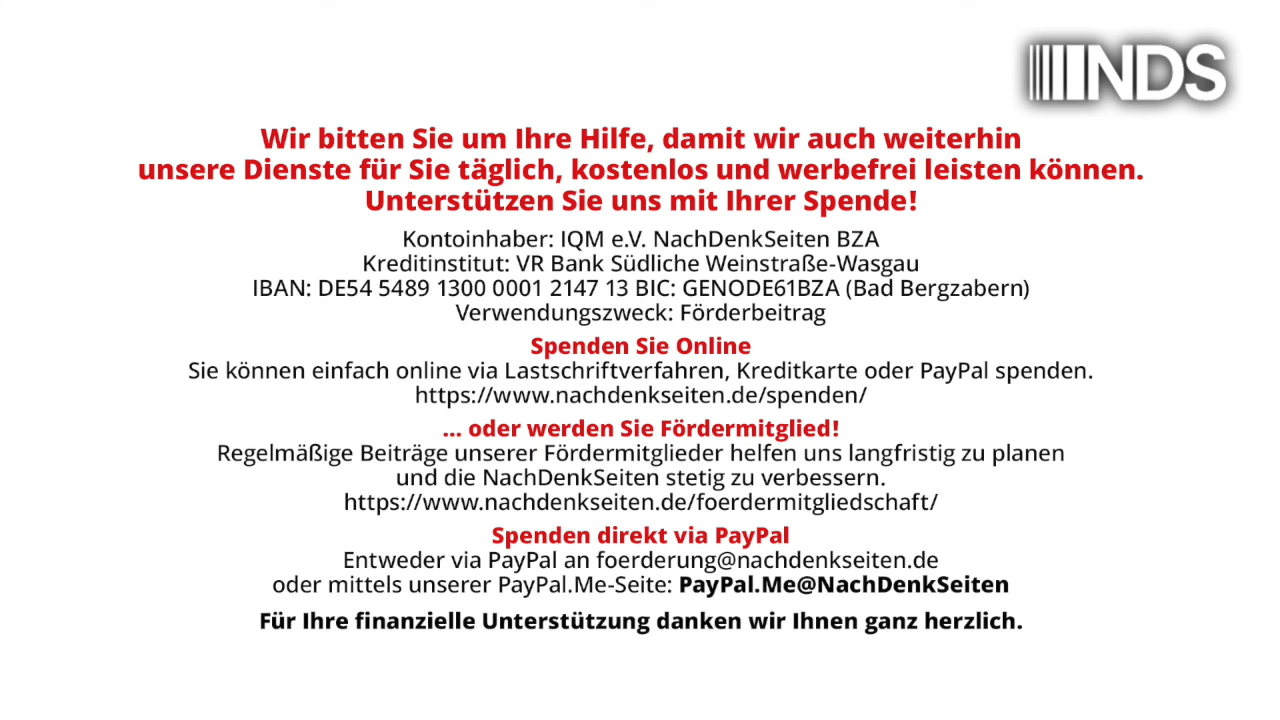 NDS
Wir bitten Sie um Ihre Hilfe, damit wir auch weiterhin
unsere Dienste für Sie täglich, kostenlos und werbefrei leisten können.
Unterstützen Sie uns mit Ihrer Spende!
Kontoinhaber: IQM e.V. NachDenkSeiten BZA
Kreditinstitut: VR Bank Südliche Weinstraße-Wasgau
IBAN: DE54 5489 1300 0001 2147 13 BIC: GENODE61BZA (Bad Bergzabern)
Verwendungszweck: Förderbeitrag
Spenden Sie Online
Sie können einfach online via Lastschriftverfahren, Kreditkarte oder PayPal spenden.
https://www.nachdenkseiten.de/spenden/
... oder werden Sie Fördermitglied!
Regelmäßige Beiträge unserer Fördermitglieder helfen uns langfristig zu planen
und die NachDenkSeiten stetig zu verbessern.
https://www.nachdenkseiten.de/foerdermitgliedschaft/
Spenden direkt via PayPal
Entweder via PayPal an foerderung@nachdenkseiten.de
oder mittels unserer PayPal.Me-Seite: PayPal.Me@NachDenkSeiten
Für Ihre finanzielle Unterstützung danken wir Ihnen ganz herzlich.